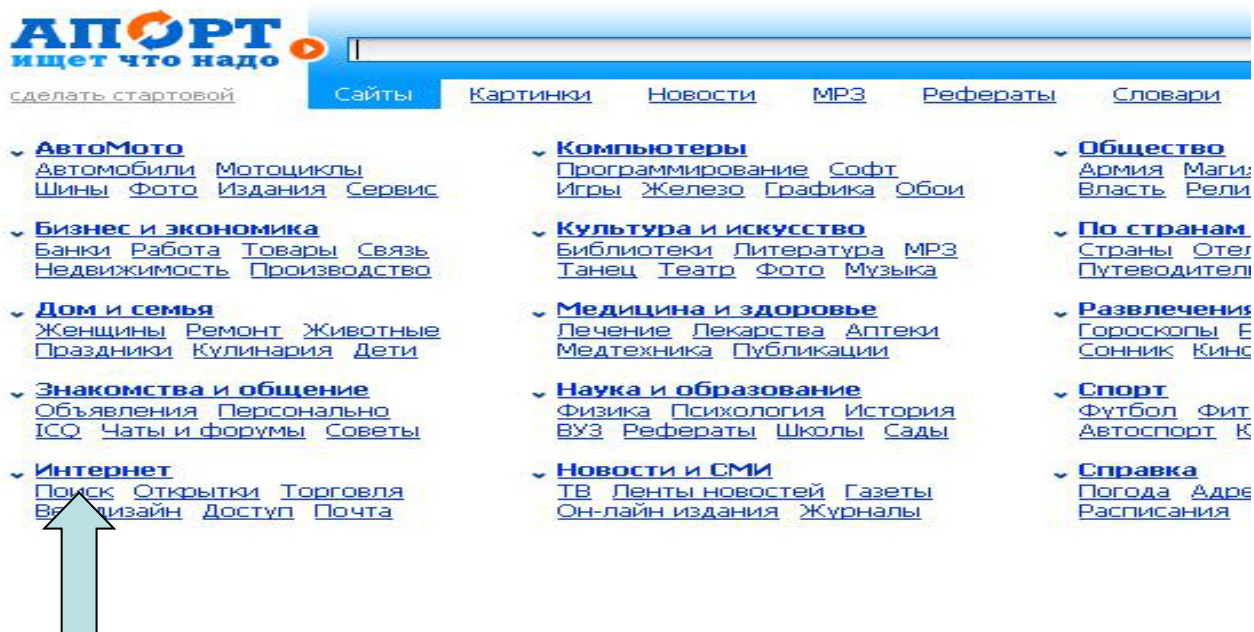 АПОРТ
ищет что надо
сделать стартовой Сайты Картинки Новости MP3 Рефераты Словари
АвтоМото
Автомобили Мотоциклы
Шины Фото Издания Сервис
Бизнес и экономика
Банки Работа Товары Связь
Недвижимость Производство
Дом и семья
Женщины Ремонт Животные
Праздники Кулинария Дети
Знакомства и общение
Объявления Персонально
ICQ Чаты и форумы Советы
Интернет
Поиск Открытки Торговля
Доступ Почта
Компьютеры
Программирование Софт
Игры Железо Графика Обои
Культура и искусство
Библиотеки Литература MP3
Танец Театр Фото Музыка
Медицина и здоровье
Лечение Лекарства Аптеки
Медтехника Публикации
Наука и образование
Физика Психология История
ВУЗ Рефераты Школы Сады
Новости и СМИ
ТВ Ленты новостей Газеты
Он-лайн издания Журналы
Общество
Армия
Власть
По странам
Страны
Развлечения
Гороскопы
Сонник
Спорт
Футбол
Автоспорт
Справка
Погода
Расписания